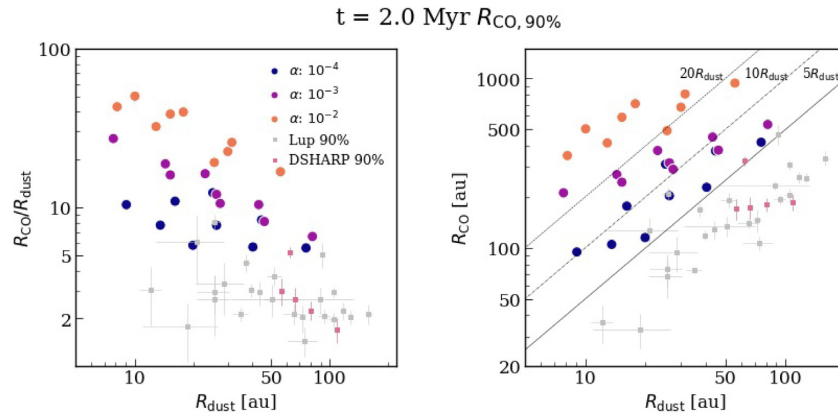 t = 2.0 Myr R_CO, 90%
100
50
10
5
2
R_CO/R_dust
α: 10⁻⁴
α: 10⁻³
α: 10⁻²
Lup 90%
DSHARP 90%
10
50
100
R_dust [au]
1000
500
100
50
20
R_CO [au]
20R_dust
10R_dust
5R_dust
10
50
100
R_dust [au]